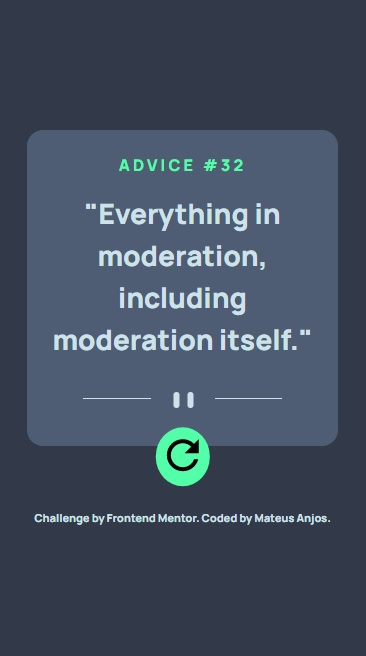 ADVICE #32
"Everything in
moderation,
including
moderation itself."
Challenge by Frontend Mentor. Coded by Mateus Anjos.